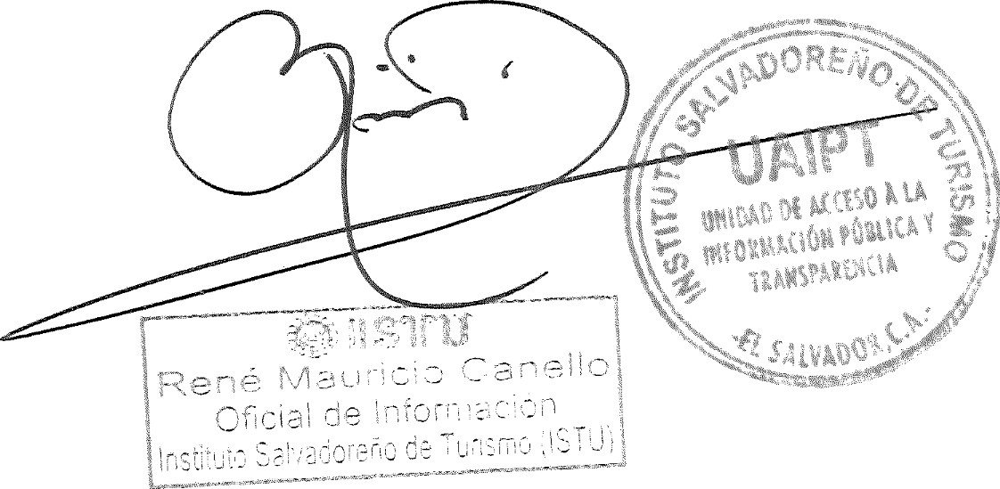 INSTITUTO SALVADOREÑO DE TURISMO
UAIPT
UNIDAD DE ACCESO A LA
INFORMACIÓN PÚBLICA Y
TRANSPARENCIA
-EL SALVADOR, C.A.-
ISTU
René Mauricio Canello
Oficial de Información
Instituto Salvadoreño de Turismo (ISTU)